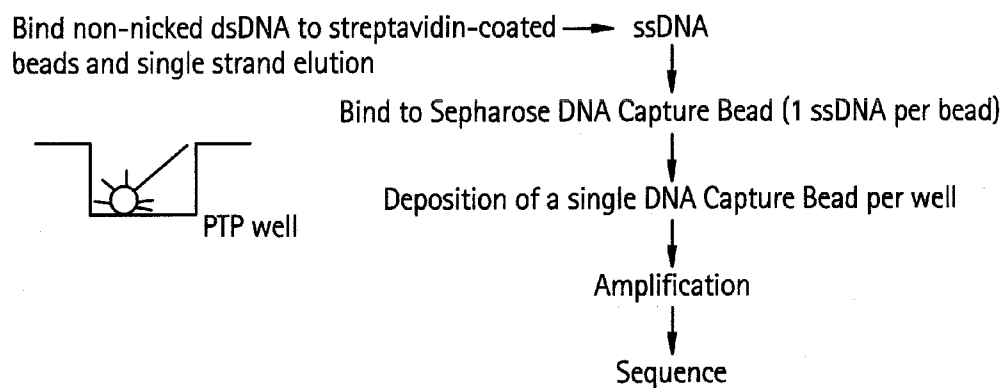 Bind non-nicked dsDNA to streptavidin-coated → ssDNA
beads and single strand elution
Bind to Sepharose DNA Capture Bead (1 ssDNA per bead)
Deposition of a single DNA Capture Bead per well
PTP well
Amplification
Sequence